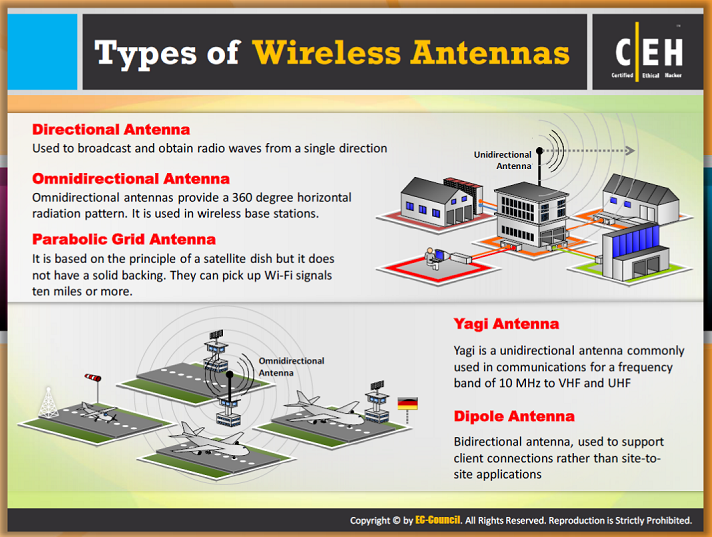 Types of Wireless Antennas
C|EH
Certified Ethical Hacker
Directional Antenna
Used to broadcast and obtain radio waves from a single direction
Omnidirectional Antenna
Omnidirectional antennas provide a 360 degree horizontal
radiation pattern. It is used in wireless base stations.
Parabolic Grid Antenna
It is based on the principle of a satellite dish but it does
not have a solid backing. They can pick up Wi-Fi signals
ten miles or more.
Unidirectional
Antenna
Omnidirectional
Antenna
Yagi Antenna
Yagi is a unidirectional antenna commonly
used in communications for a frequency
band of 10 MHz to VHF and UHF
Dipole Antenna
Bidirectional antenna, used to support
client connections rather than site-to-
site applications
Copyright © by EC-Council. All Rights Reserved. Reproduction is Strictly Prohibited.